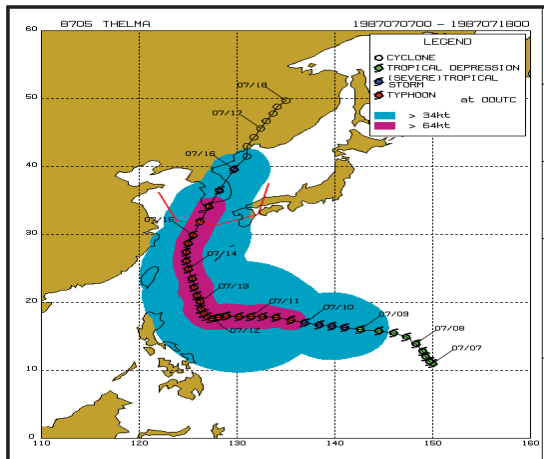 8705 THELMA 1987070700 - 1987071800
LEGEND
CYCLONE
TROPICAL DEPRESSION
(SEVERE)TROPICAL
STORM
TYPHOON
at 00UTC
> 34kt
> 64kt
60
50
40
30
20
10
0
07/18
07/17
07/16
07/15
07/14
07/13
07/12
07/11
07/10
07/09
07/08
07/07
110
120
130
140
150
160